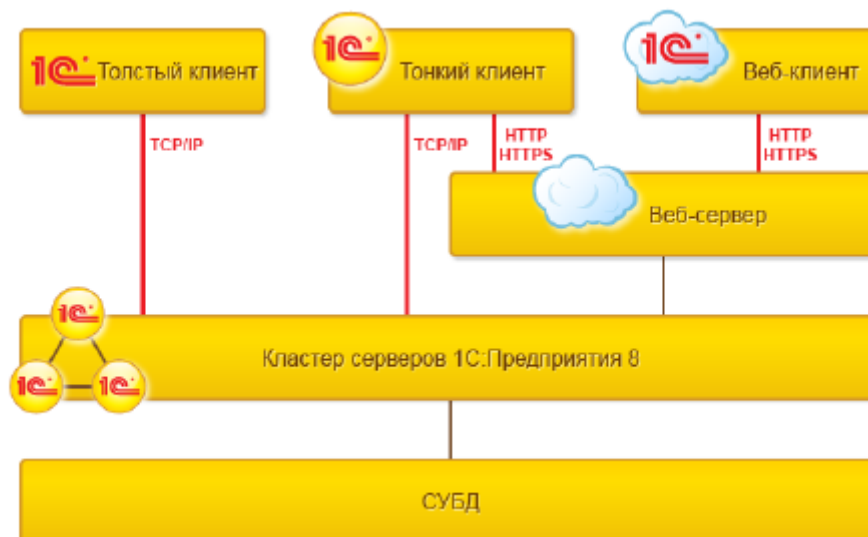 1С Толстый клиент
1С Тонкий клиент
1С Веб-клиент
TCP/IP
TCP/IP
HTTP
HTTPS
HTTP
HTTPS
Веб-сервер
1С
1С 1С
Кластер серверов 1С:Предприятия 8
СУБД